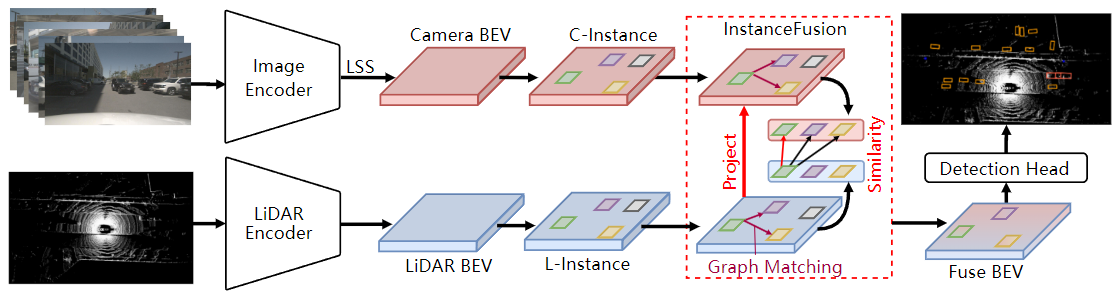 Camera BEV
C-Instance
InstanceFusion
Image
Encoder
LSS
Project
Similarity
Detection Head
LiDAR
Encoder
LiDAR BEV
L-Instance
Graph Matching
Fuse BEV